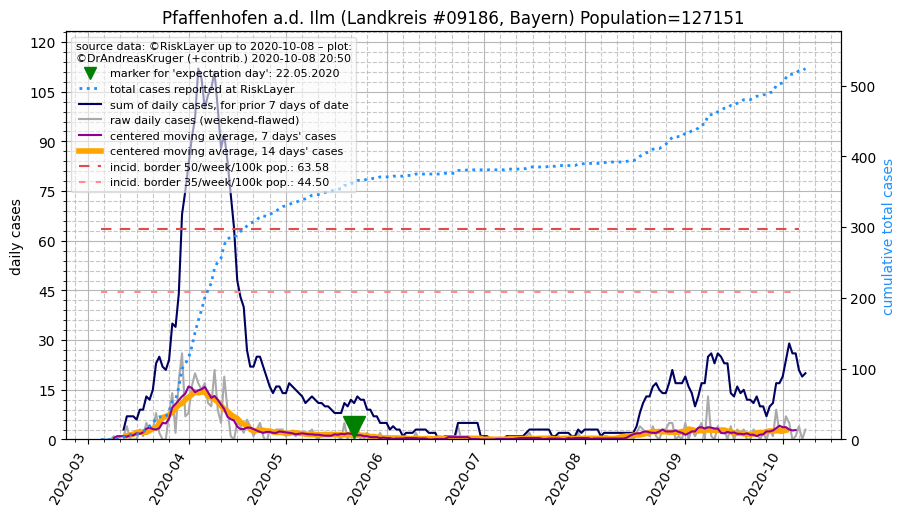 Pfaffenhofen a.d. Ilm (Landkreis #09186, Bayern) Population=127151
source data: ©RiskLayer up to 2020-10-08 – plot:
©DrAndreasKruger (+contrib.) 2020-10-08 20:50
marker for 'expectation day': 22.05.2020
total cases reported at RiskLayer
sum of daily cases, for prior 7 days of date
raw daily cases (weekend-flawed)
centered moving average, 7 days' cases
centered moving average, 14 days' cases
incid. border 50/week/100k pop.: 63.58
incid. border 35/week/100k pop.: 44.50
daily cases
120
105
90
75
60
45
30
15
0
cumulative total cases
500
400
300
200
100
0
2020-03
2020-04
2020-05
2020-06
2020-07
2020-08
2020-09
2020-10